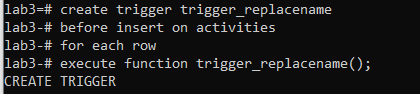 lab3=# create trigger trigger_replacename
lab3-# before insert on activities
lab3-# for each row
lab3-# execute function trigger_replacename();
CREATE TRIGGER